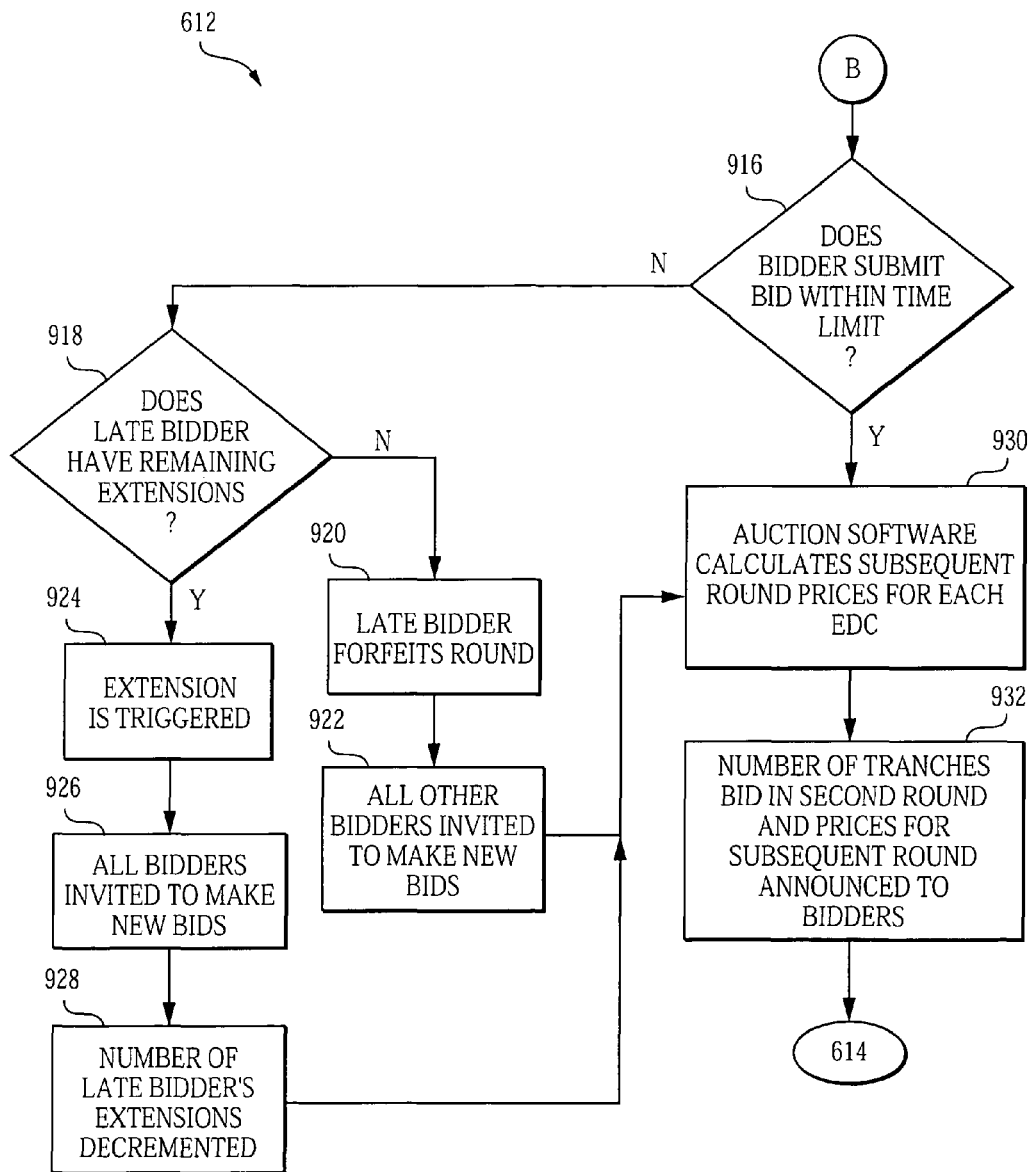 612
B
916
DOES
BIDDER SUBMIT
BID WITHIN TIME
LIMIT
?
N
Y
918
DOES
LATE BIDDER
HAVE REMAINING
EXTENSIONS
?
N
Y
920
LATE BIDDER
FORFEITS ROUND
922
ALL OTHER
BIDDERS INVITED
TO MAKE NEW
BIDS
924
EXTENSION
IS TRIGGERED
926
ALL BIDDERS
INVITED TO MAKE
NEW BIDS
928
NUMBER OF
LATE BIDDER'S
EXTENSIONS
DECREMENTED
930
AUCTION SOFTWARE
CALCULATES SUBSEQUENT
ROUND PRICES FOR EACH
EDC
932
NUMBER OF TRANCHES
BID IN SECOND ROUND
AND PRICES FOR
SUBSEQUENT ROUND
ANNOUNCED TO
BIDDERS
614